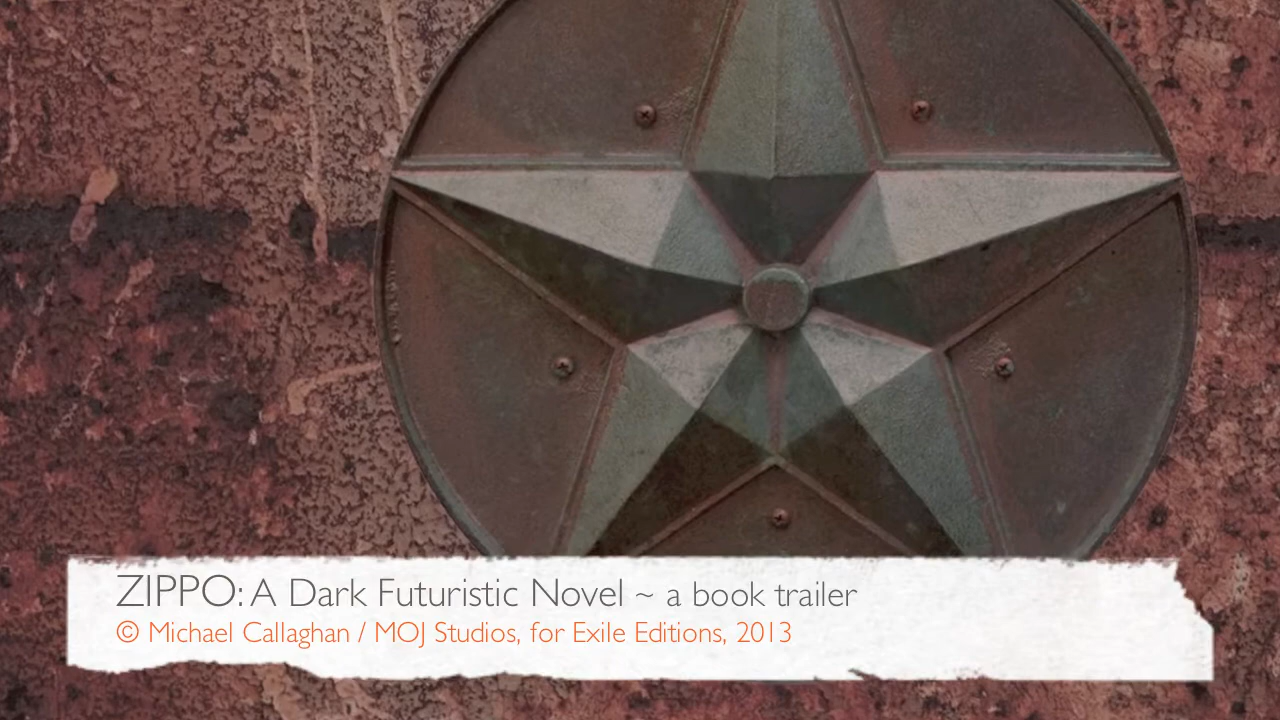 ZIPPO: A Dark Futuristic Novel ~ a book trailer
© Michael Callaghan / MOJ Studios, for Exile Editions, 2013